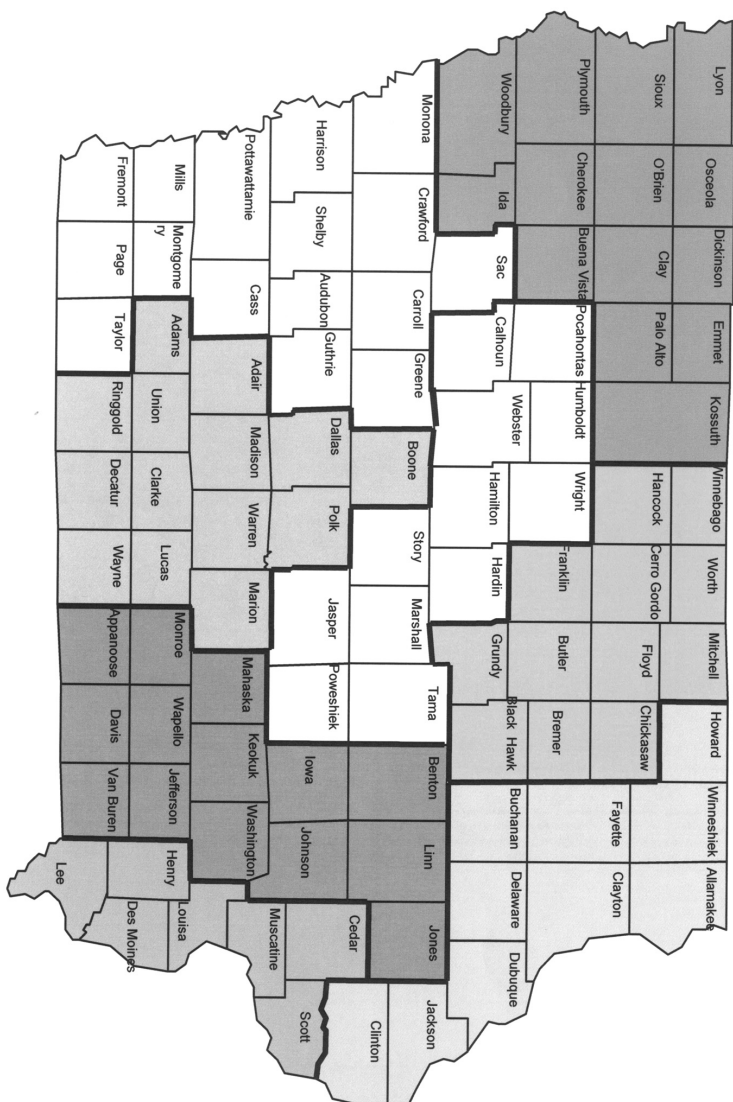 Lyon
Osceola
Dickinson
Emmet
Kossuth
Winnebago
Worth
Mitchell
Howard
Winneshiek
Allamakee
Sioux
O'Brien
Clay
Palo Alto
Hancock
Cerro Gordo
Floyd
Chickasaw
Fayette
Clayton
Plymouth
Cherokee
Buena Vista
Pocahontas
Humboldt
Wright
Franklin
Butler
Bremer
Woodbury
Ida
Sac
Calhoun
Webster
Hamilton
Hardin
Grundy
Black Hawk
Buchanan
Delaware
Dubuque
Monona
Crawford
Carroll
Greene
Boone
Story
Marshall
Tama
Benton
Linn
Jones
Jackson
Harrison
Shelby
Audubon
Guthrie
Dallas
Polk
Jasper
Poweshiek
Iowa
Johnson
Cedar
Clinton
Scott
Pottawattamie
Cass
Adair
Madison
Warren
Marion
Mahaska
Keokuk
Washington
Muscatine
Louisa
Mills
Montgome
ry
Adams
Union
Clarke
Lucas
Monroe
Wapello
Jefferson
Henry
Des Moines
Fremont
Page
Taylor
Ringgold
Decatur
Wayne
Appanoose
Davis
Van Buren
Lee